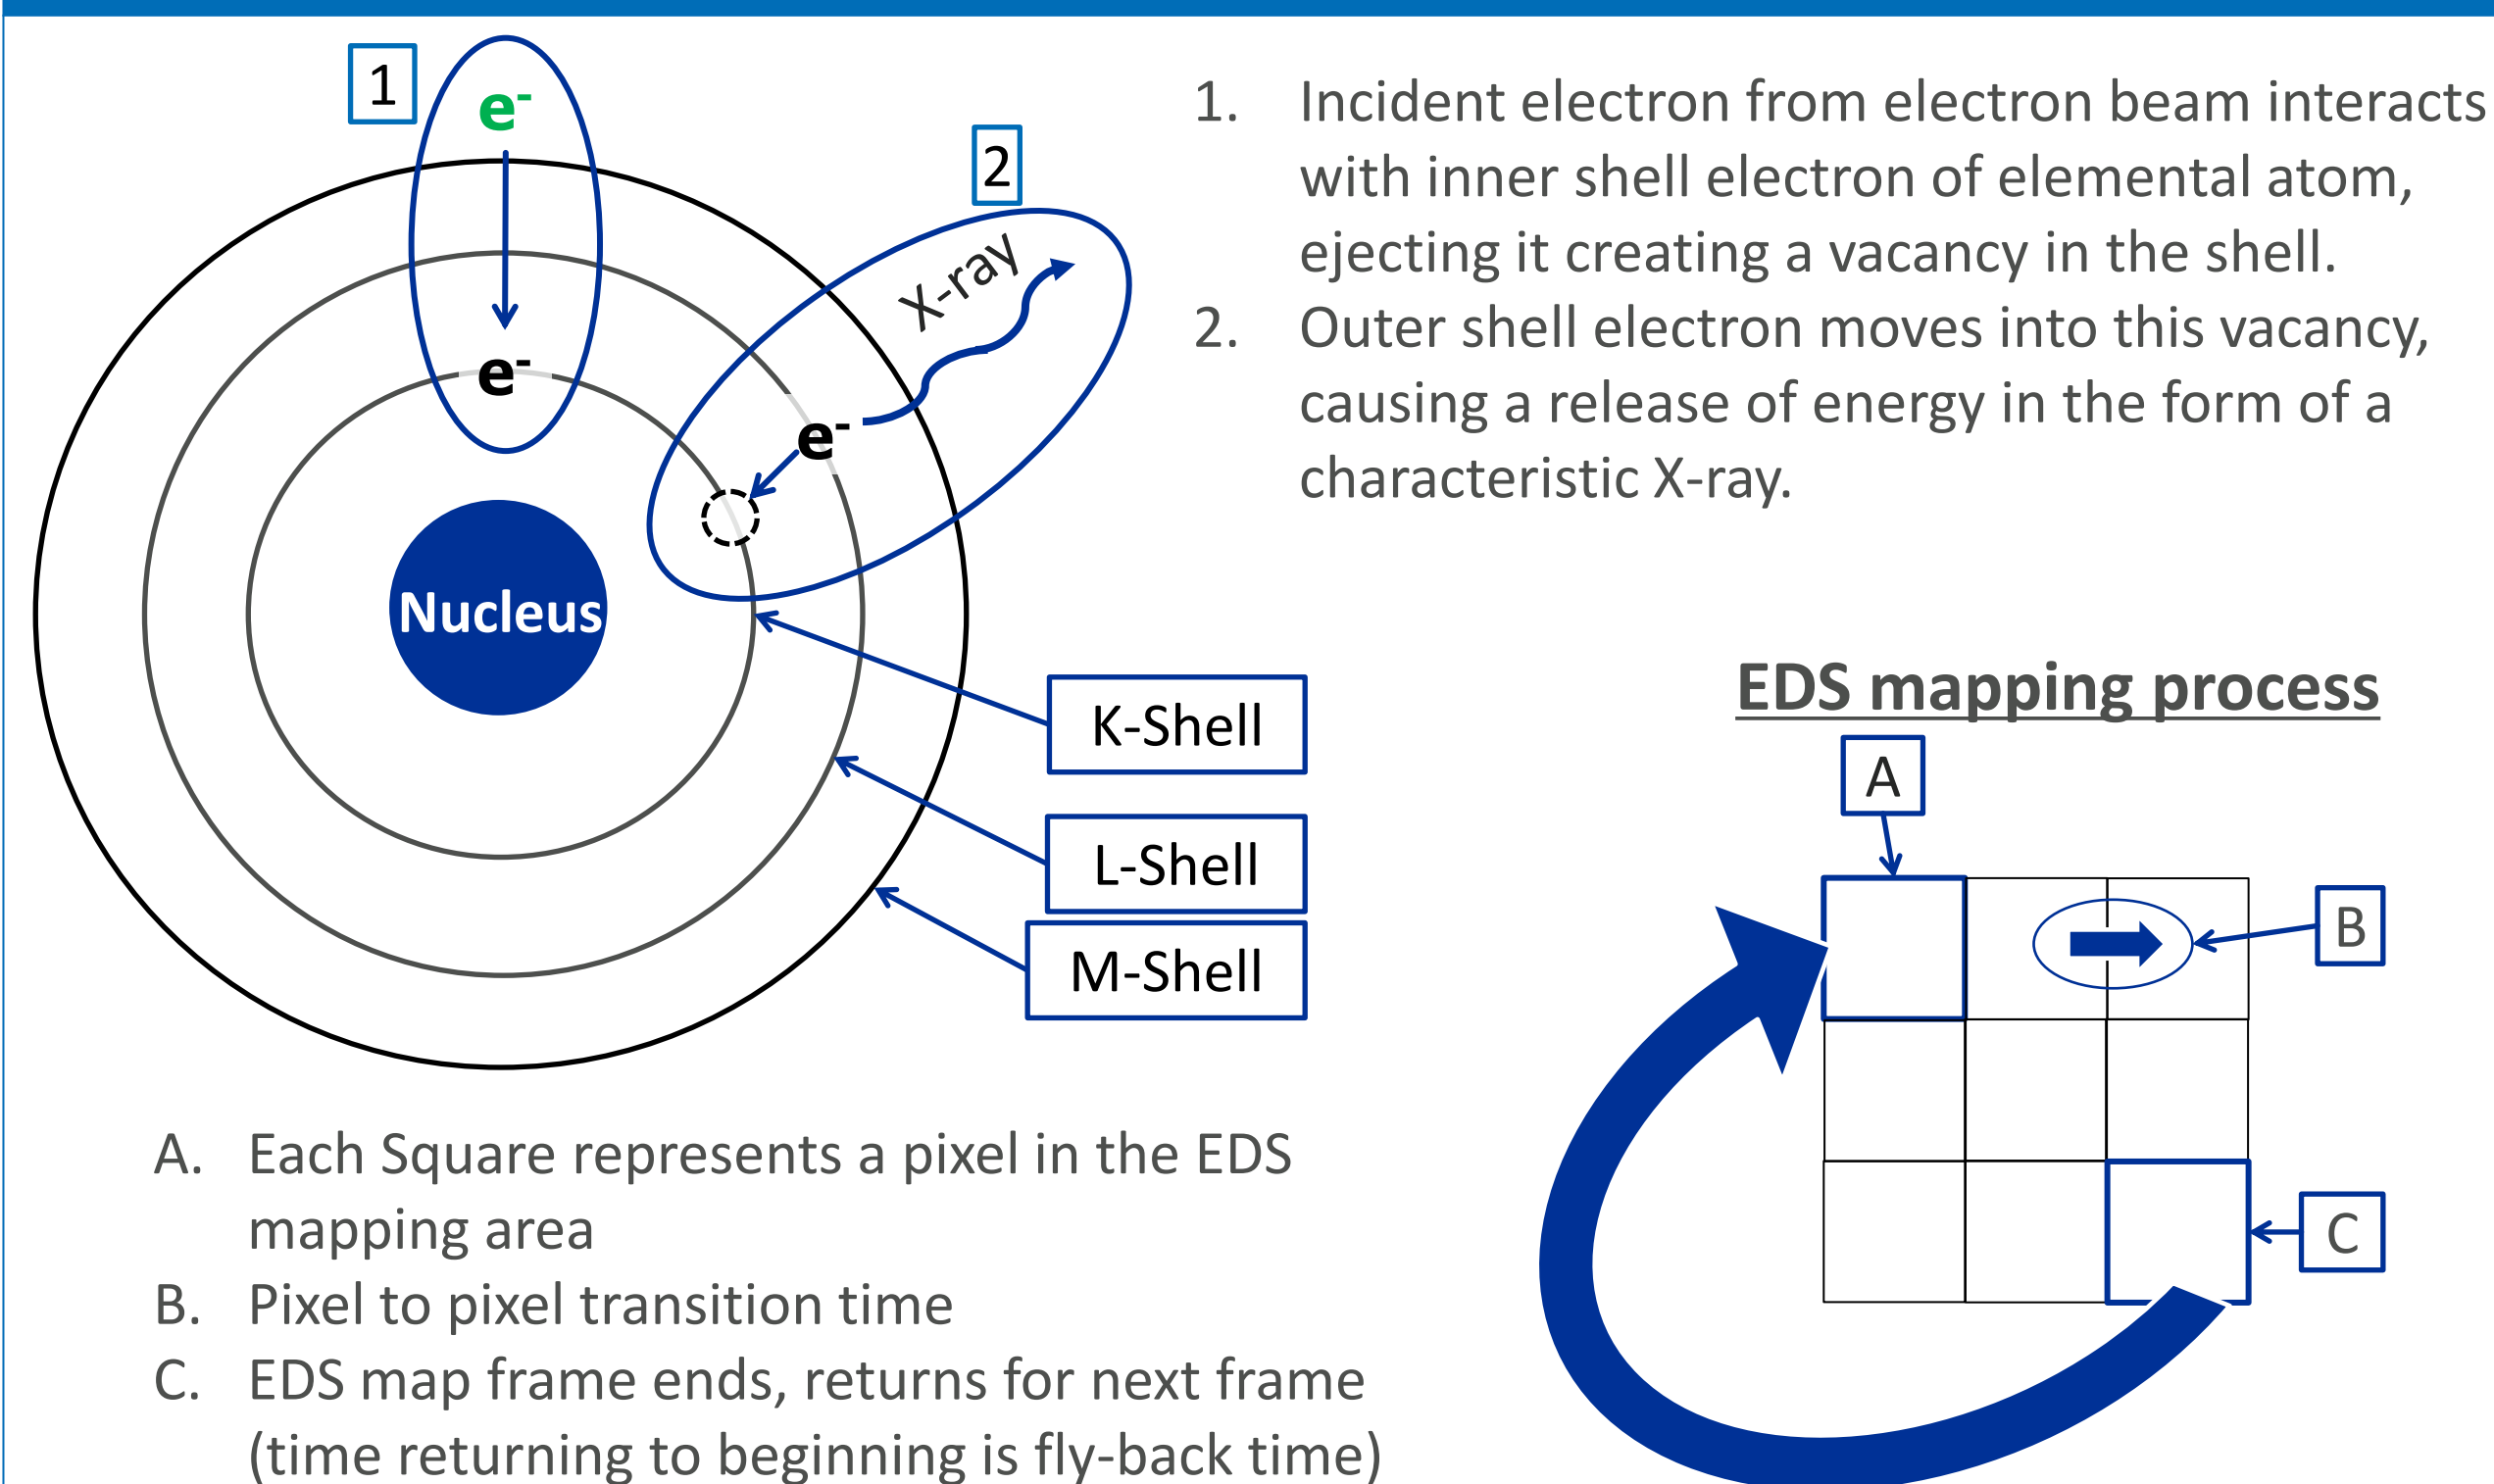 1
e-
2
X-ray
e-
e-
Nucleus
K-Shell
L-Shell
M-Shell
1. Incident electron from electron beam interacts
with inner shell electron of elemental atom,
ejecting it creating a vacancy in the shell.
2. Outer shell electron moves into this vacancy,
causing a release of energy in the form of a
characteristic X-ray.
EDS mapping process
A
B
C
A. Each Square represents a pixel in the EDS
mapping area
B. Pixel to pixel transition time
C. EDS map frame ends, returns for next frame
(time returning to beginning is fly-back time)